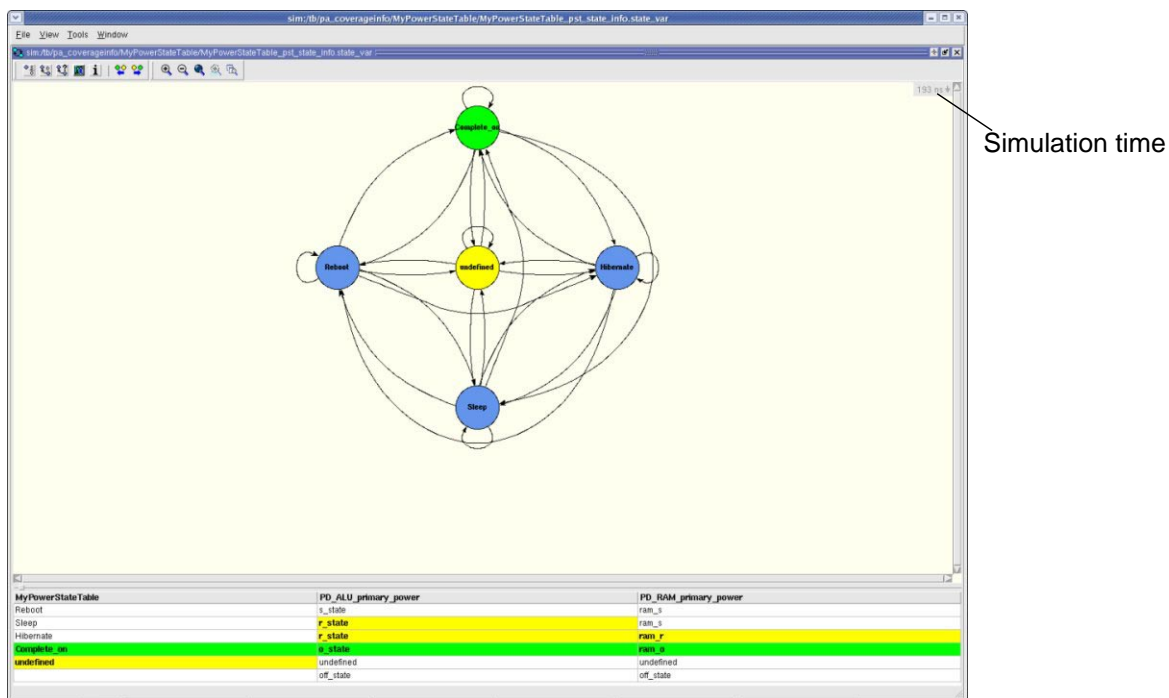 sim:/tb/pa_coverageinfo/MyPowerStateTable/MyPowerStateTable_pst_state_info.state_var
File View Tools Window
sim:/tb/pa_coverageinfo/MyPowerStateTable/MyPowerStateTable_pst_state_info.state_var
193 ns
Simulation time
Complete_on
Reboot
undefined
Hibernate
Sleep
MyPowerStateTable PD_ALU_primary_power PD_RAM_primary_power
Reboot s_state ram_s
Sleep r_state ram_s
Hibernate r_state ram_r
Complete_on o_state ram_o
undefined undefined undefined
off_state off_state